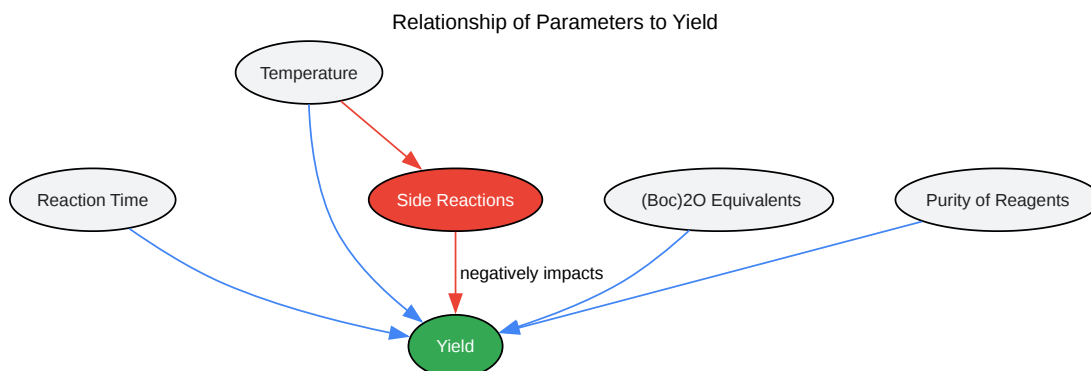 Relationship of Parameters to Yield
Temperature
Reaction Time
Side Reactions
(Boc)2O Equivalents
Purity of Reagents
negatively impacts
Yield